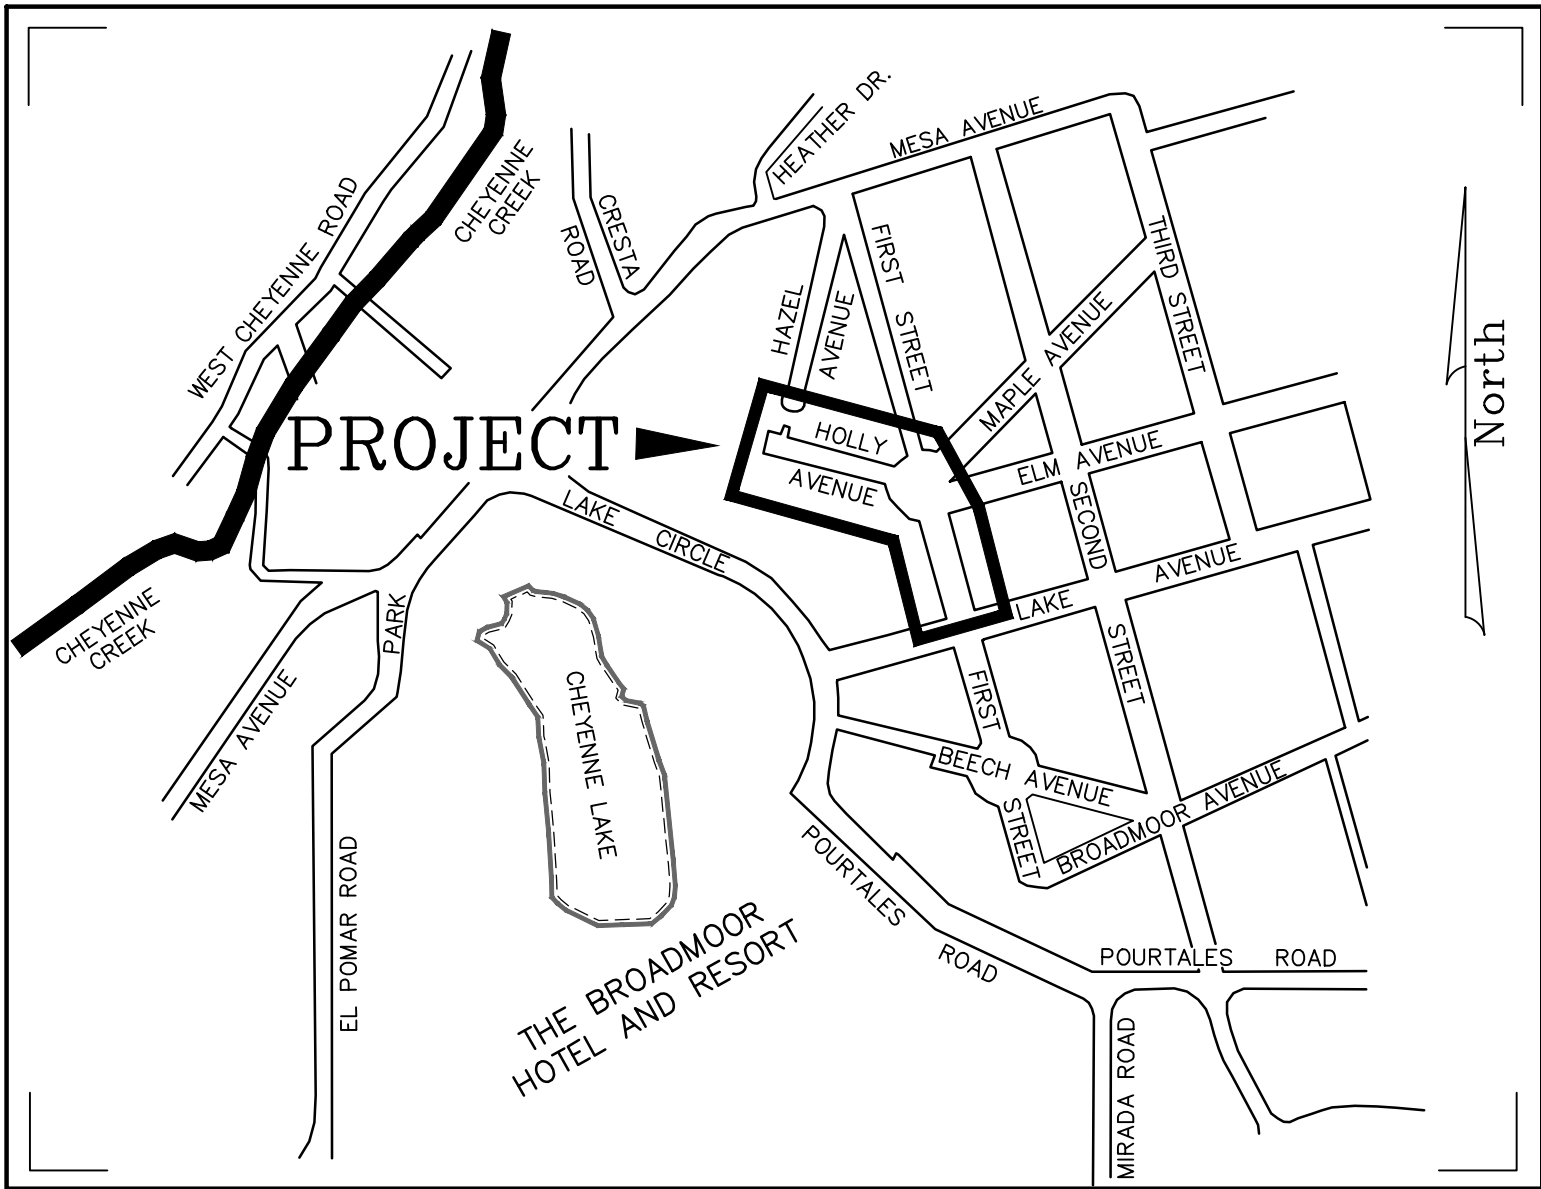 HEATHER DR.
MESA AVENUE
CHEYENNE
CREEK
WEST CHEYENNE ROAD
CRESTA
ROAD
FIRST STREET
THIRD STREET
HAZEL
AVENUE
MAPLE AVENUE
North
PROJECT
HOLLY
AVENUE
ELM AVENUE
SECOND
STREET
LAKE CIRCLE
LAKE AVENUE
CHEYENNE
CREEK
PARK
MESA AVENUE
CHEYENNE LAKE
FIRST
STREET
BEECH AVENUE
BROADMOOR AVENUE
EL POMAR ROAD
POURTALES
ROAD
THE BROADMOOR
HOTEL AND RESORT
POURTALES ROAD
MIRADA ROAD